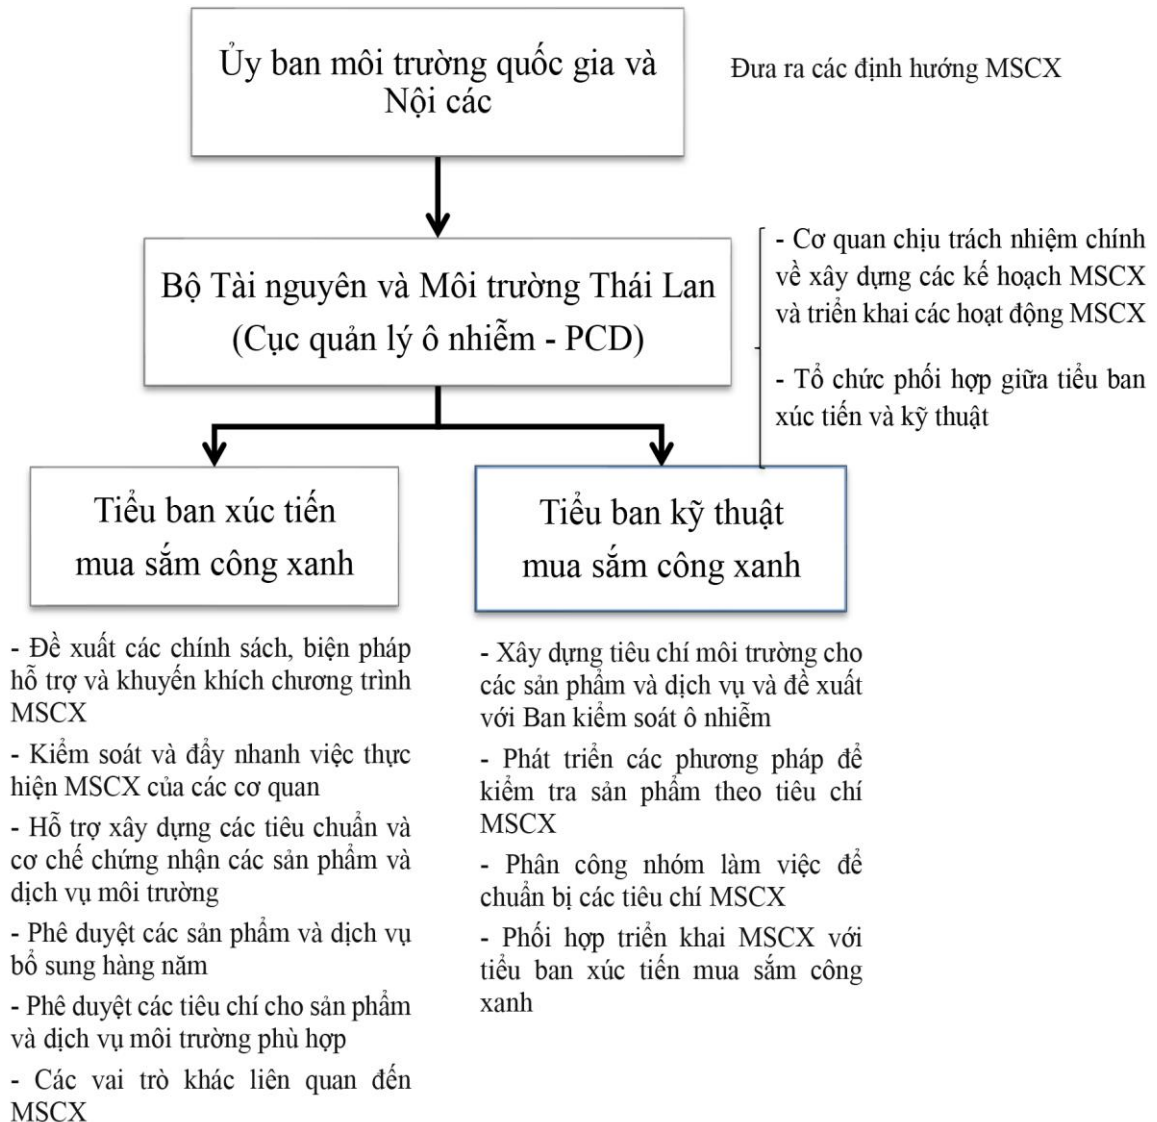 Ủy ban môi trường quốc gia và
Nội các
Đưa ra các định hướng MSCX
Bộ Tài nguyên và Môi trường Thái Lan
(Cục quản lý ô nhiễm - PCD)
- Cơ quan chịu trách nhiệm chính
về xây dựng các kế hoạch MSCX
và triển khai các hoạt động MSCX
- Tổ chức phối hợp giữa tiểu ban
xúc tiến và kỹ thuật
Tiểu ban xúc tiến
mua sắm công xanh
- Đề xuất các chính sách, biện pháp
hỗ trợ và khuyến khích chương trình
MSCX
- Kiểm soát và đẩy nhanh việc thực
hiện MSCX của các cơ quan
- Hỗ trợ xây dựng các tiêu chuẩn và
cơ chế chứng nhận các sản phẩm và
dịch vụ môi trường
- Phê duyệt các sản phẩm và dịch vụ
bổ sung hàng năm
- Phê duyệt các tiêu chí cho sản phẩm
và dịch vụ môi trường phù hợp
- Các vai trò khác liên quan đến
MSCX
Tiểu ban kỹ thuật
mua sắm công xanh
- Xây dựng tiêu chí môi trường cho
các sản phẩm và dịch vụ và đề xuất
với Ban kiểm soát ô nhiễm
- Phát triển các phương pháp để
kiểm tra sản phẩm theo tiêu chí
MSCX
- Phân công nhóm làm việc để
chuẩn bị các tiêu chí MSCX
- Phối hợp triển khai MSCX với
tiểu ban xúc tiến mua sắm công
xanh